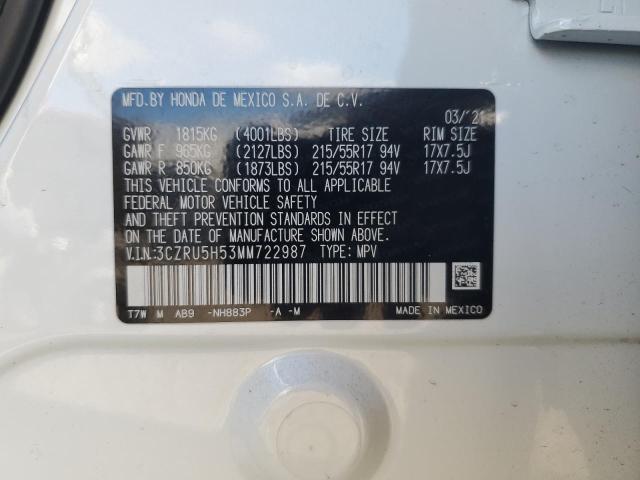 MFD.BY HONDA DE MEXICO S.A. DE C.V.
03/'21
GVWR 1815KG (4001LBS) TIRE SIZE RIM SIZE
GAWR F 965KG (2127LBS) 215/55R17 94V 17X7.5J
GAWR R 850KG (1873LBS) 215/55R17 94V 17X7.5J
THIS VEHICLE CONFORMS TO ALL APPLICABLE
FEDERAL MOTOR VEHICLE SAFETY
AND THEFT PREVENTION STANDARDS IN EFFECT
ON THE DATE OF MANUFACTURE SHOWN ABOVE.
V.I.N.:3CZRU5H53MM722987 TYPE: MPV
T7W M AB9 -NH883P -A -M MADE IN MEXICO